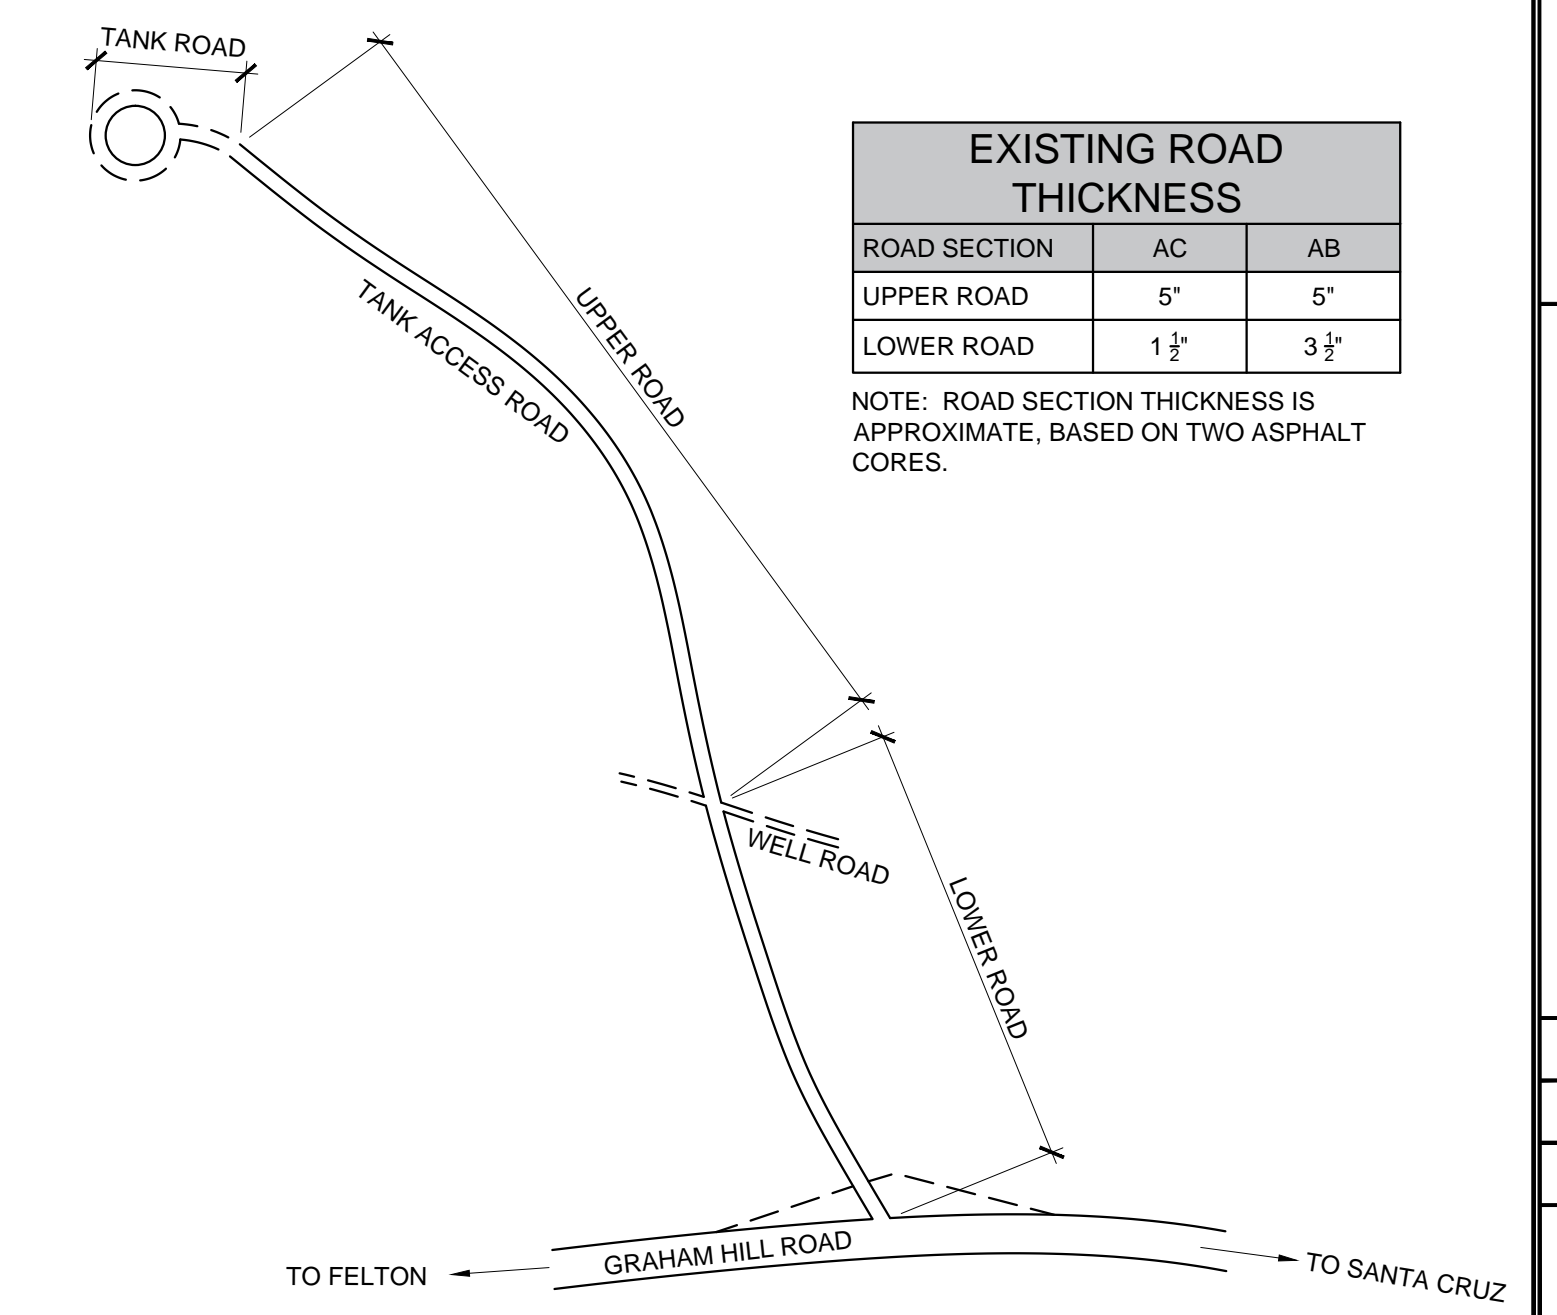 TANK ROAD
EXISTING ROAD
THICKNESS
ROAD SECTION AC AB
UPPER ROAD 5" 5"
LOWER ROAD 1 1/2" 3 1/2"
NOTE: ROAD SECTION THICKNESS IS
APPROXIMATE, BASED ON TWO ASPHALT
CORES.
UPPER ROAD
TANK ACCESS ROAD
WELL ROAD
LOWER ROAD
GRAHAM HILL ROAD
TO FELTON
TO SANTA CRUZ